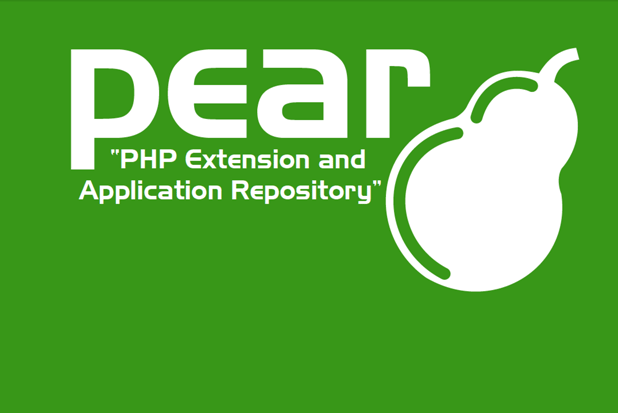 pear
"PHP Extension and
Application Repository"